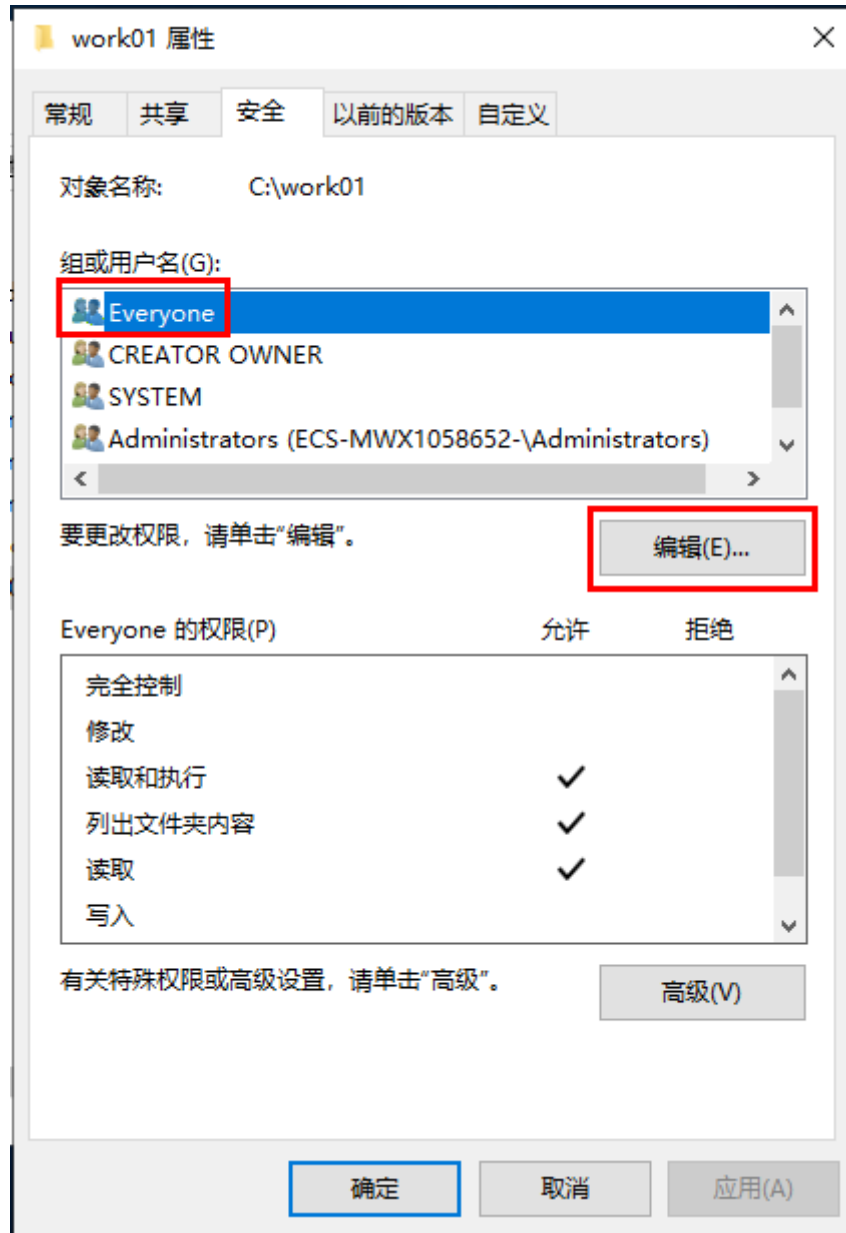 work01 属性
常规 共享 安全 以前的版本 自定义
对象名称: C:\work01
组或用户名(G):
Everyone
CREATOR OWNER
SYSTEM
Administrators (ECS-MWX1058652-\Administrators)
要更改权限，请单击“编辑”。 编辑(E)...
Everyone 的权限(P) 允许 拒绝
完全控制
修改
读取和执行
列出文件夹内容
读取
写入
有关特殊权限或高级设置，请单击“高级”。 高级(V)
确定 取消 应用(A)